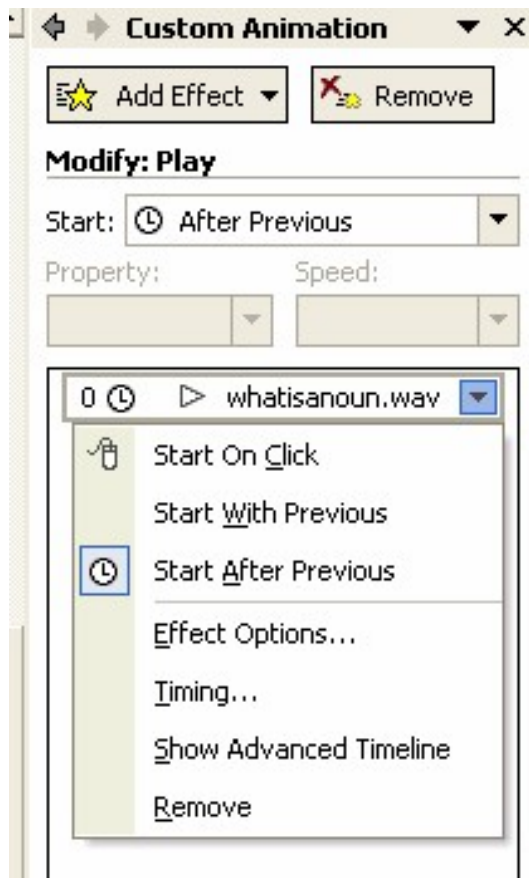 Custom Animation
Add Effect Remove
Modify: Play
Start: After Previous
Property: Speed:
0 whatisanoun.wav
Start On Click
Start With Previous
Start After Previous
Effect Options...
Timing...
Show Advanced Timeline
Remove